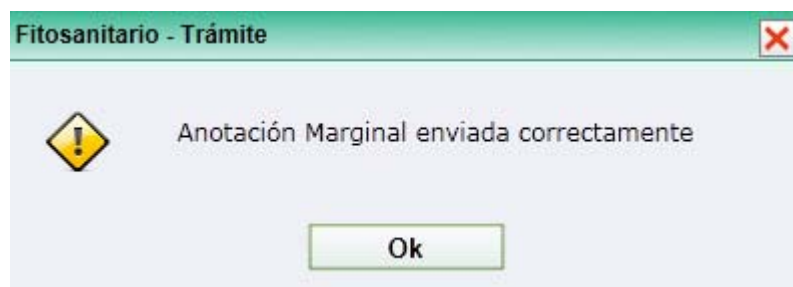 Fitosanitario - Trámite
Anotación Marginal enviada correctamente
Ok